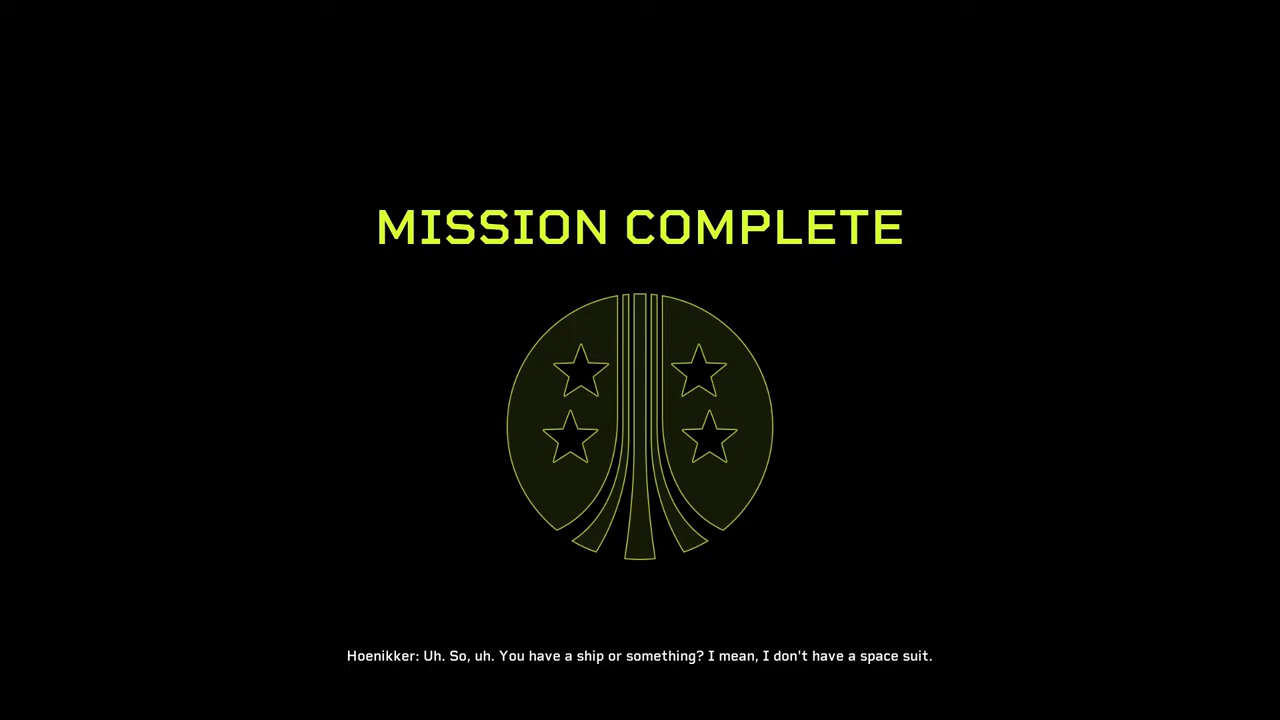 MISSION COMPLETE
Hoenikker: Uh. So, uh. You have a ship or something? I mean, I don't have a space suit.